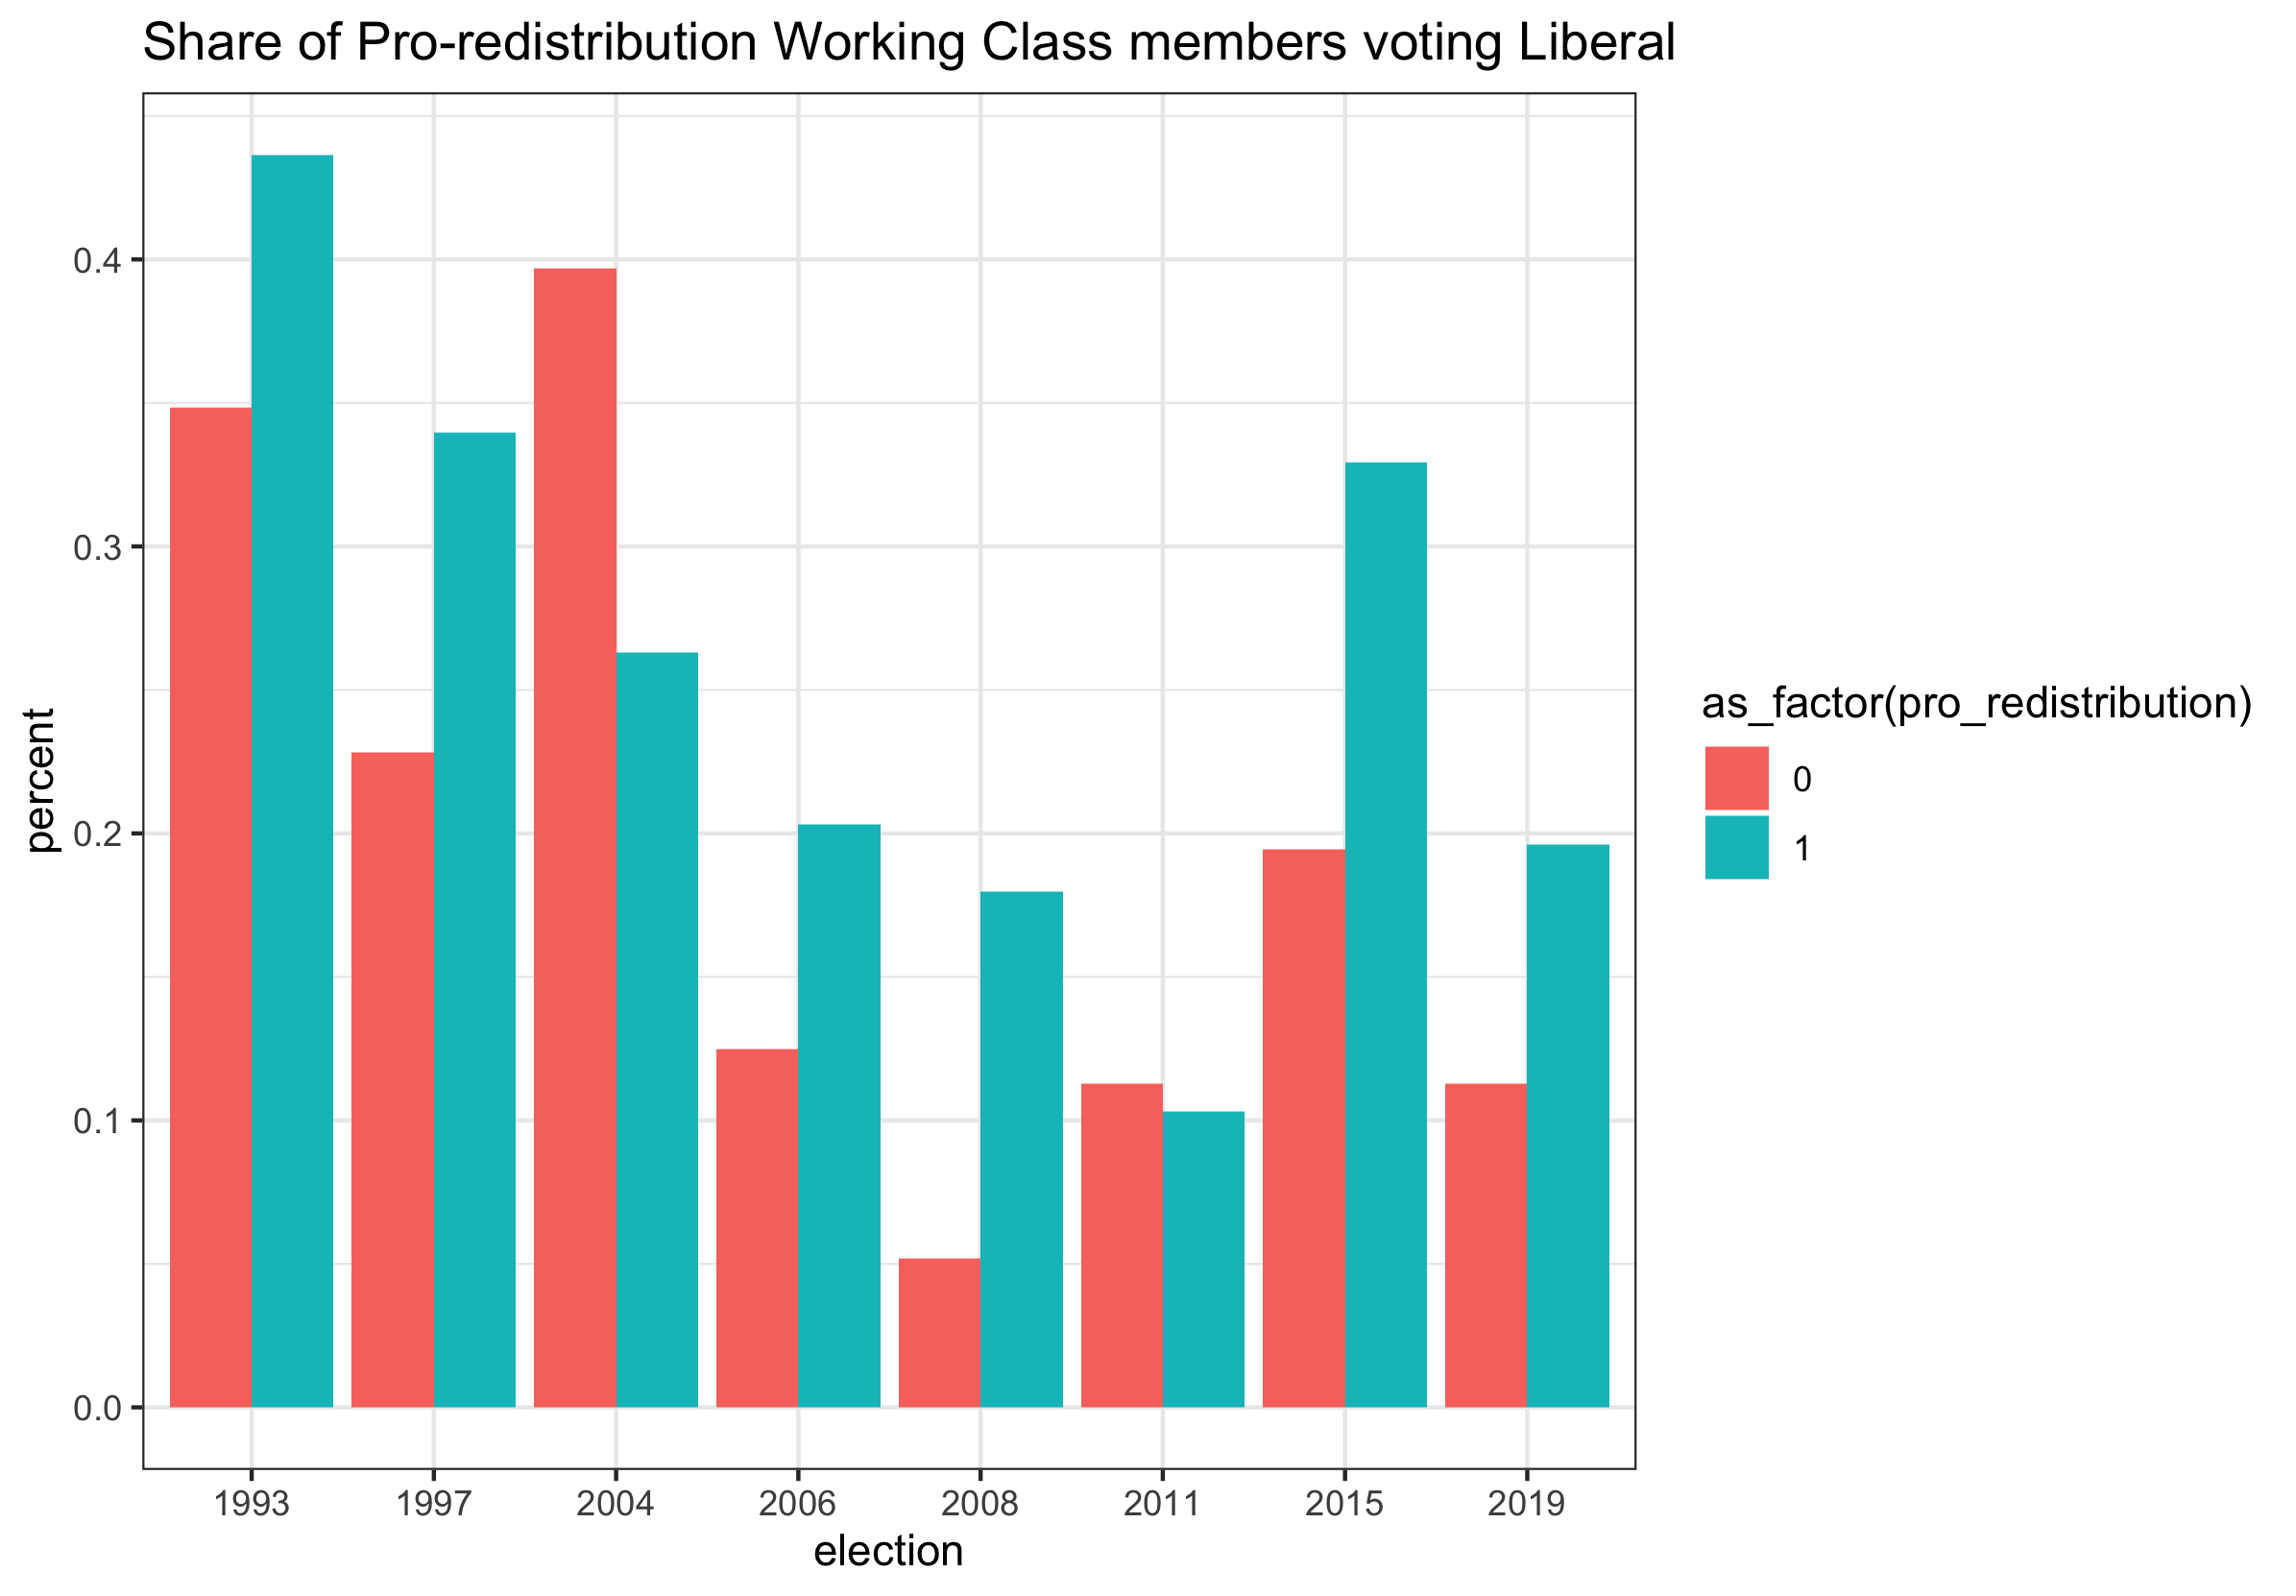 Share of Pro-redistribution Working Class members voting Liberal
percent
0.4
0.3
0.2
0.1
0.0
1993 1997 2004 2006 2008 2011 2015 2019
election
as_factor(pro_redistribution)
0
1